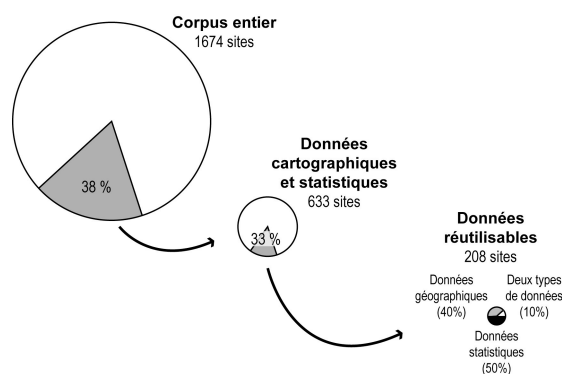 Corpus entier
1674 sites
38 %
Données
cartographiques
et statistiques
633 sites
33 %
Données
réutilisables
208 sites
Données
géographiques
(40%)
Deux types
de données
(10%)
Données
statistiques
(50%)